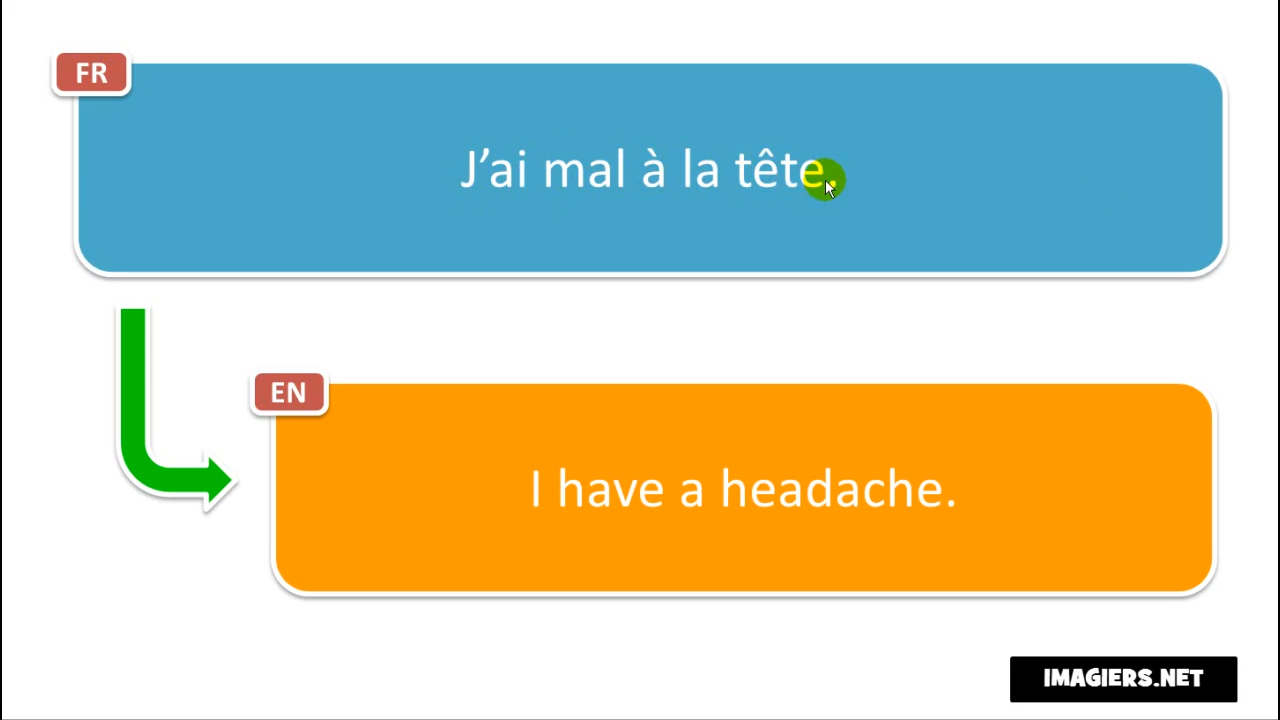 FR
J’ai mal à la tête.
EN
I have a headache.
IMAGIERS.NET